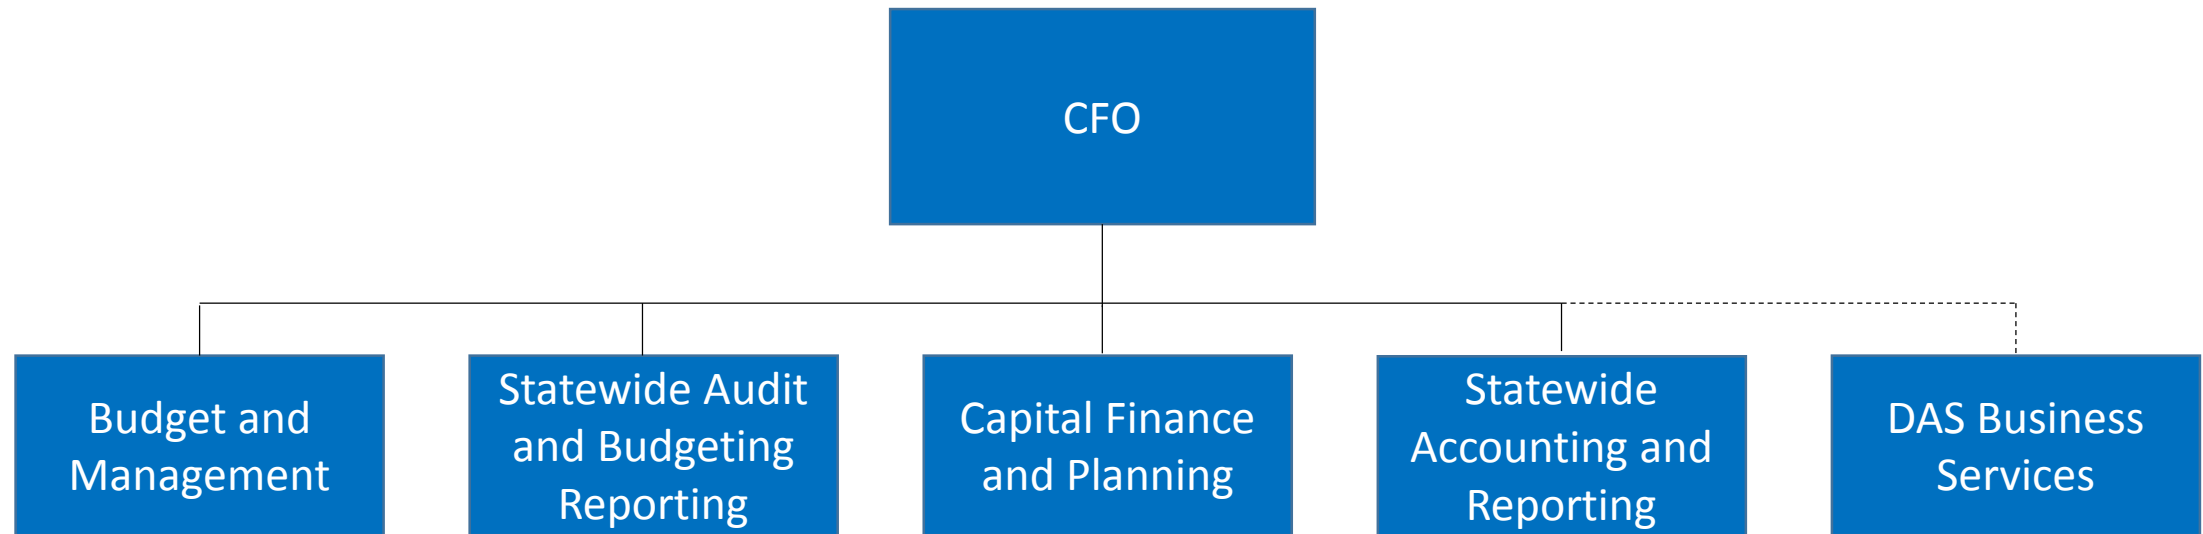 CFO
Budget and
Management
Statewide Audit
and Budgeting
Reporting
Capital Finance
and Planning
Statewide
Accounting and
Reporting
DAS Business
Services